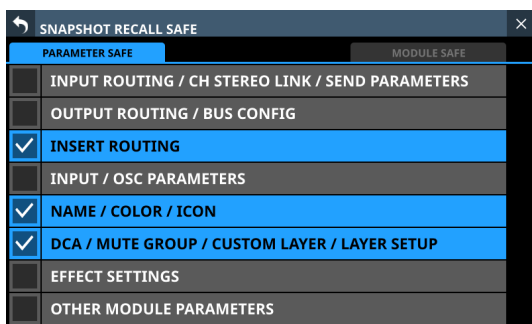 SNAPSHOT RECALL SAFE
PARAMETER SAFE
MODULE SAFE
INPUT ROUTING / CH STEREO LINK / SEND PARAMETERS
OUTPUT ROUTING / BUS CONFIG
INSERT ROUTING
INPUT / OSC PARAMETERS
NAME / COLOR / ICON
DCA / MUTE GROUP / CUSTOM LAYER / LAYER SETUP
EFFECT SETTINGS
OTHER MODULE PARAMETERS